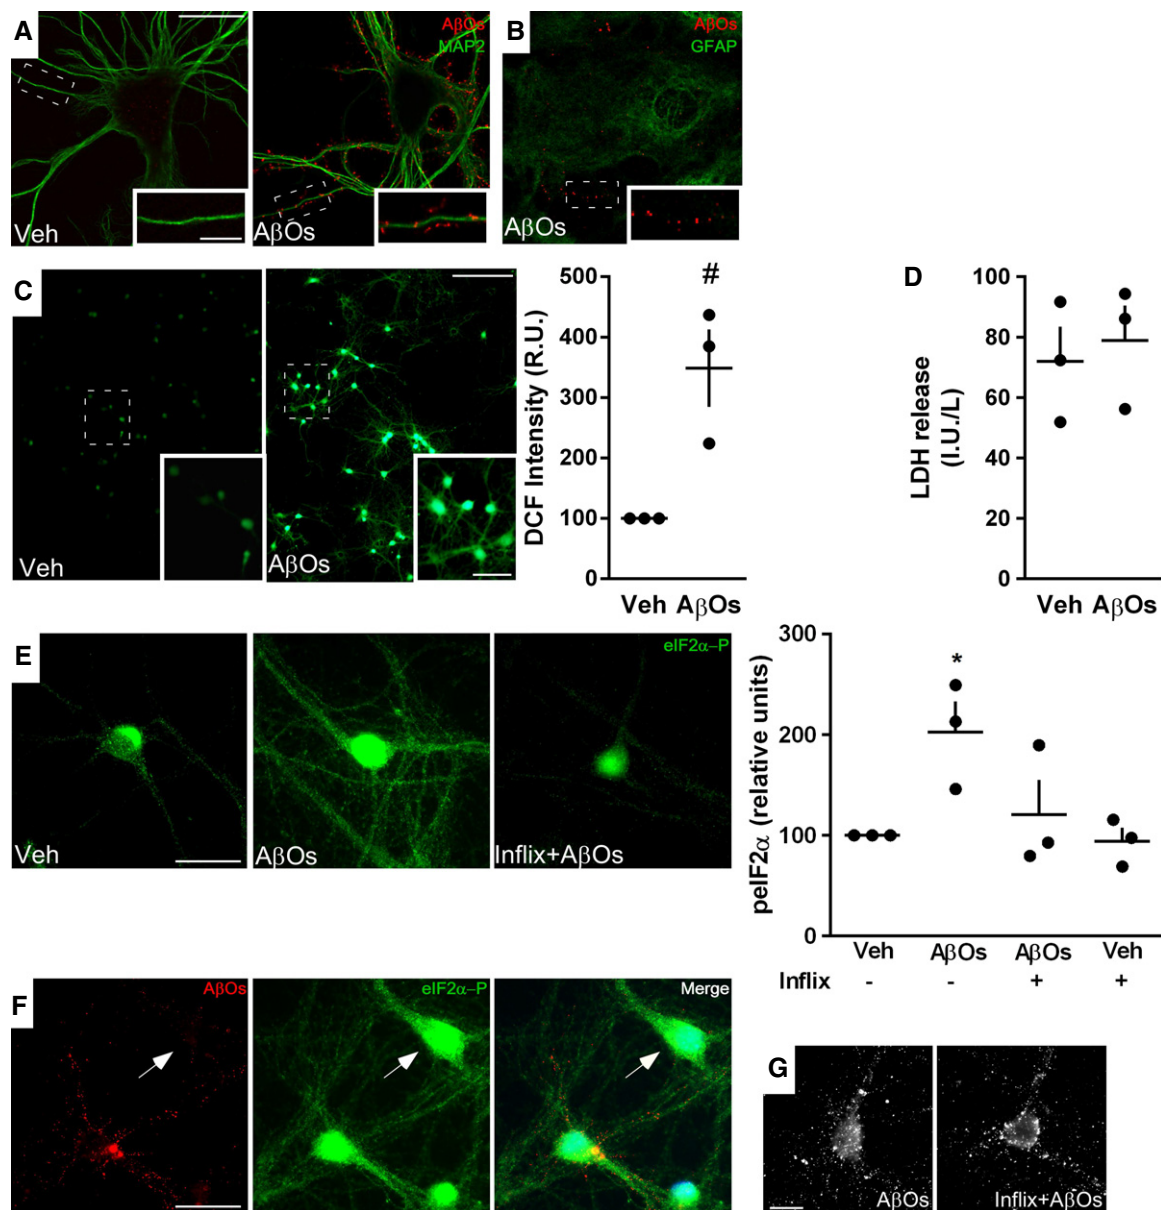 A
AβOs
MAP2
Veh
AβOs
B
AβOs
GFAP
AβOs
C
Veh
AβOs
DCF Intensity (R.U.)
500
400
300
200
100
0
#
Veh AβOs
D
LDH release
(I.U./L)
100
80
60
40
20
0
Veh AβOs
E
Veh
AβOs
eIF2α–P
Inflix+AβOs
peIF2α (relative units)
300
200
100
0
*
Veh AβOs AβOs Veh
Inflix - - + +
F
AβOs
eIF2α–P
Merge
G
AβOs
Inflix+AβOs